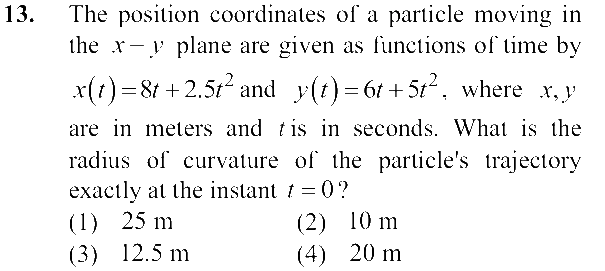 13. The position coordinates of a particle moving in
the x – y plane are given as functions of time by
x(t) = 8t + 2.5t² and y(t) = 6t + 5t², where x, y
are in meters and t is in seconds. What is the
radius of curvature of the particle's trajectory
exactly at the instant t = 0?
(1) 25 m (2) 10 m
(3) 12.5 m (4) 20 m